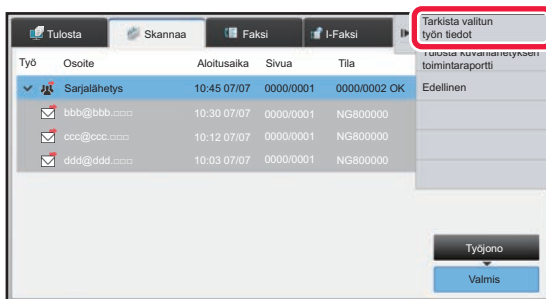 Tulosta
Skannaa
Faksi
I-Faksi
Tarkista valitun
työn tiedot
Tulosta kuvanlähetyksen
toimintaraportti
Edellinen
Työ Osoite Aloitusaika Sivua Tila
Sarjalähetys 10:45 07/07 0000/0001 0000/0002 OK
bbb@bbb.□□□ 10:30 07/07 0000/0001 NG800000
ccc@ccc.□□□ 10:12 07/07 0000/0001 NG800000
ddd@ddd.□□□ 10:03 07/07 0000/0001 NG800000
Työjono
Valmis